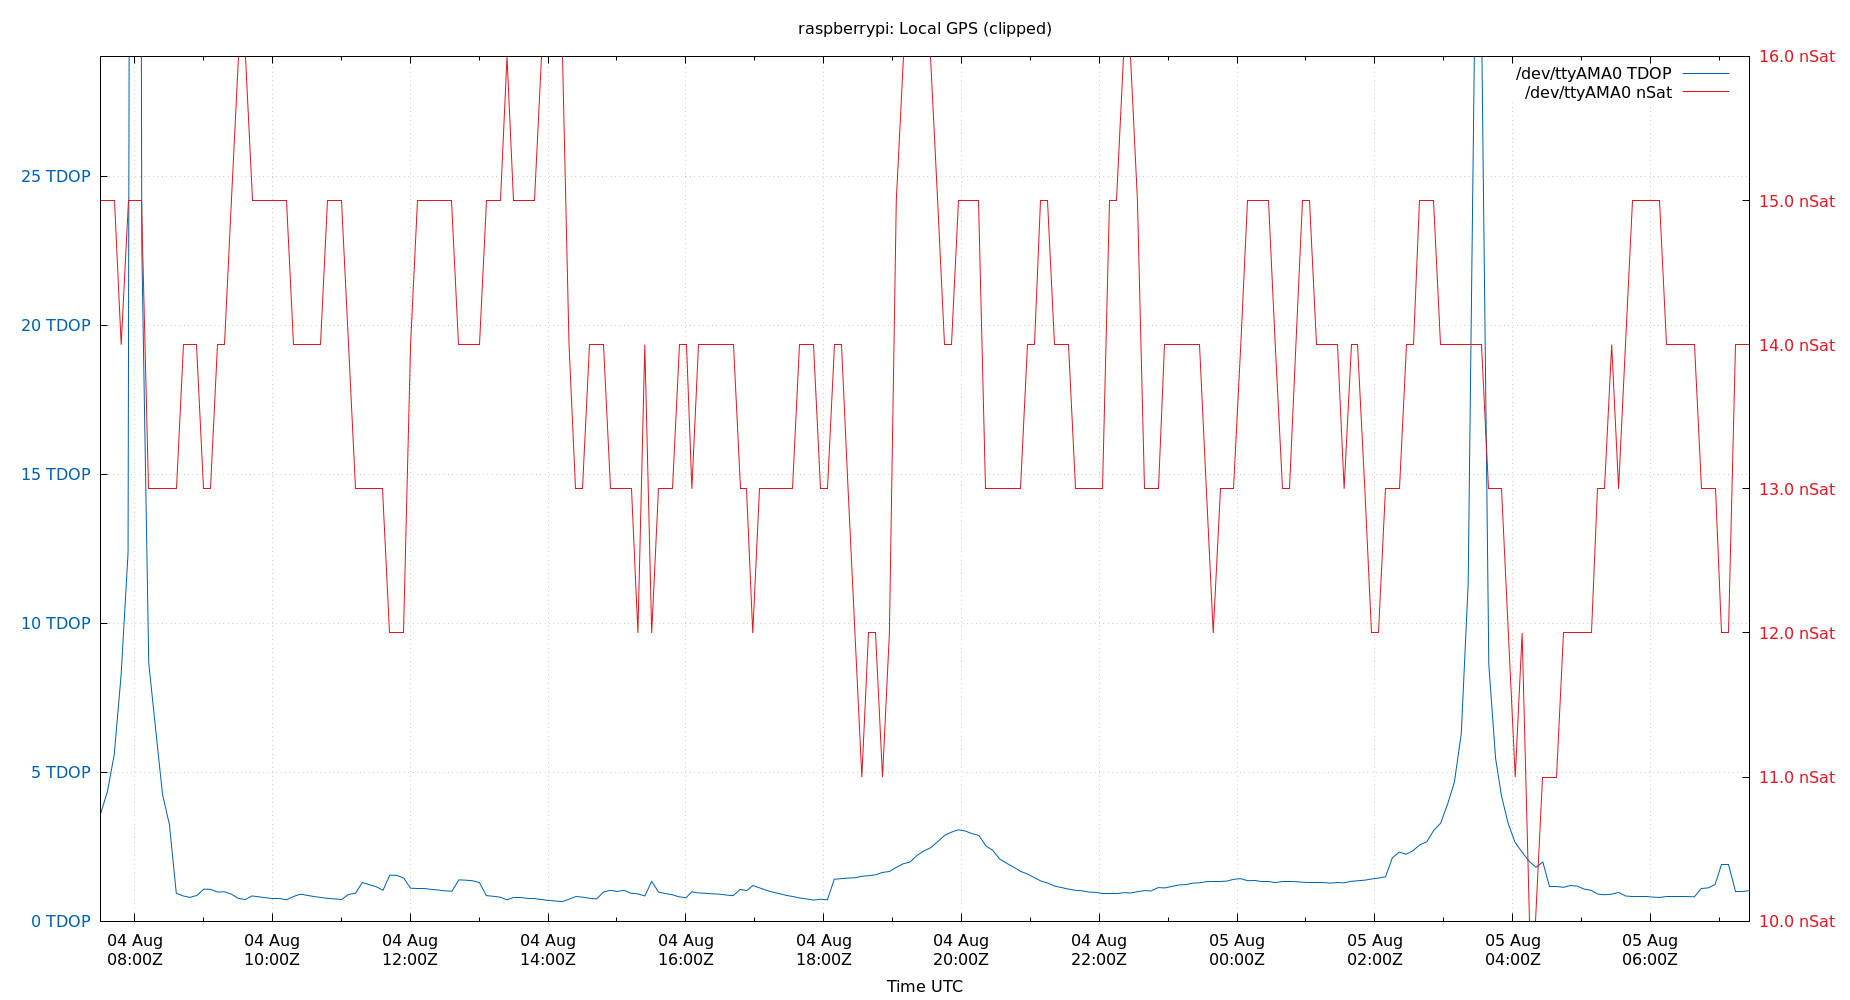 raspberrypi: Local GPS (clipped)
16.0 nSat
/dev/ttyAMA0 TDOP
/dev/ttyAMA0 nSat
25 TDOP
15.0 nSat
20 TDOP
14.0 nSat
15 TDOP
13.0 nSat
10 TDOP
12.0 nSat
5 TDOP
11.0 nSat
0 TDOP
10.0 nSat
04 Aug 04 Aug 04 Aug 04 Aug 04 Aug 04 Aug 04 Aug 04 Aug 05 Aug 05 Aug 05 Aug 05 Aug
08:00Z 10:00Z 12:00Z 14:00Z 16:00Z 18:00Z 20:00Z 22:00Z 00:00Z 02:00Z 04:00Z 06:00Z
Time UTC